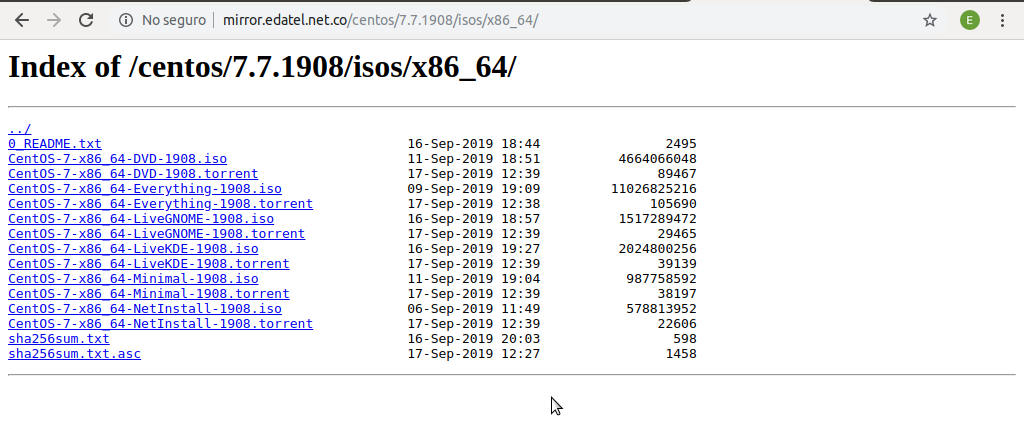 No seguro | mirror.edatel.net.co/centos/7.7.1908/isos/x86_64/ E
Index of /centos/7.7.1908/isos/x86_64/
../
0_README.txt 16-Sep-2019 18:44 2495
CentOS-7-x86_64-DVD-1908.iso 11-Sep-2019 18:51 4664066048
CentOS-7-x86_64-DVD-1908.torrent 17-Sep-2019 12:39 89467
CentOS-7-x86_64-Everything-1908.iso 09-Sep-2019 19:09 11026825216
CentOS-7-x86_64-Everything-1908.torrent 17-Sep-2019 12:38 105690
CentOS-7-x86_64-LiveGNOME-1908.iso 16-Sep-2019 18:57 1517289472
CentOS-7-x86_64-LiveGNOME-1908.torrent 17-Sep-2019 12:39 29465
CentOS-7-x86_64-LiveKDE-1908.iso 16-Sep-2019 19:27 2024800256
CentOS-7-x86_64-LiveKDE-1908.torrent 17-Sep-2019 12:39 39139
CentOS-7-x86_64-Minimal-1908.iso 11-Sep-2019 19:04 987758592
CentOS-7-x86_64-Minimal-1908.torrent 17-Sep-2019 12:39 38197
CentOS-7-x86_64-NetInstall-1908.iso 06-Sep-2019 11:49 578813952
CentOS-7-x86_64-NetInstall-1908.torrent 17-Sep-2019 12:39 22606
sha256sum.txt 16-Sep-2019 20:03 598
sha256sum.txt.asc 17-Sep-2019 12:27 1458